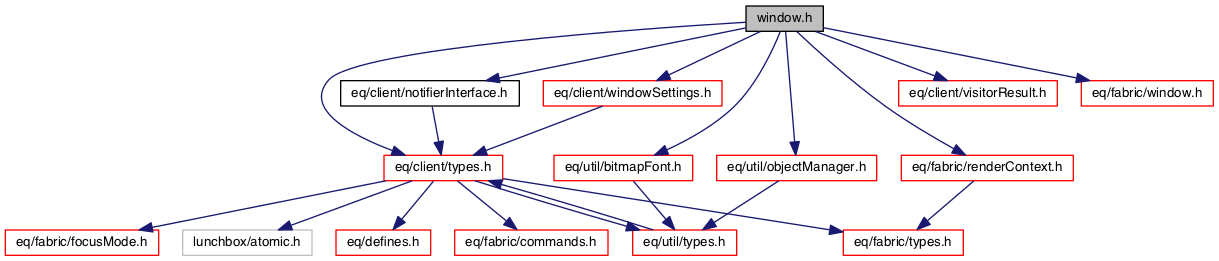 window.h
eq/client/notifierInterface.h
eq/client/windowSettings.h
eq/client/visitorResult.h
eq/fabric/window.h
eq/client/types.h
eq/util/bitmapFont.h
eq/util/objectManager.h
eq/fabric/renderContext.h
eq/fabric/focusMode.h
lunchbox/atomic.h
eq/defines.h
eq/fabric/commands.h
eq/util/types.h
eq/fabric/types.h